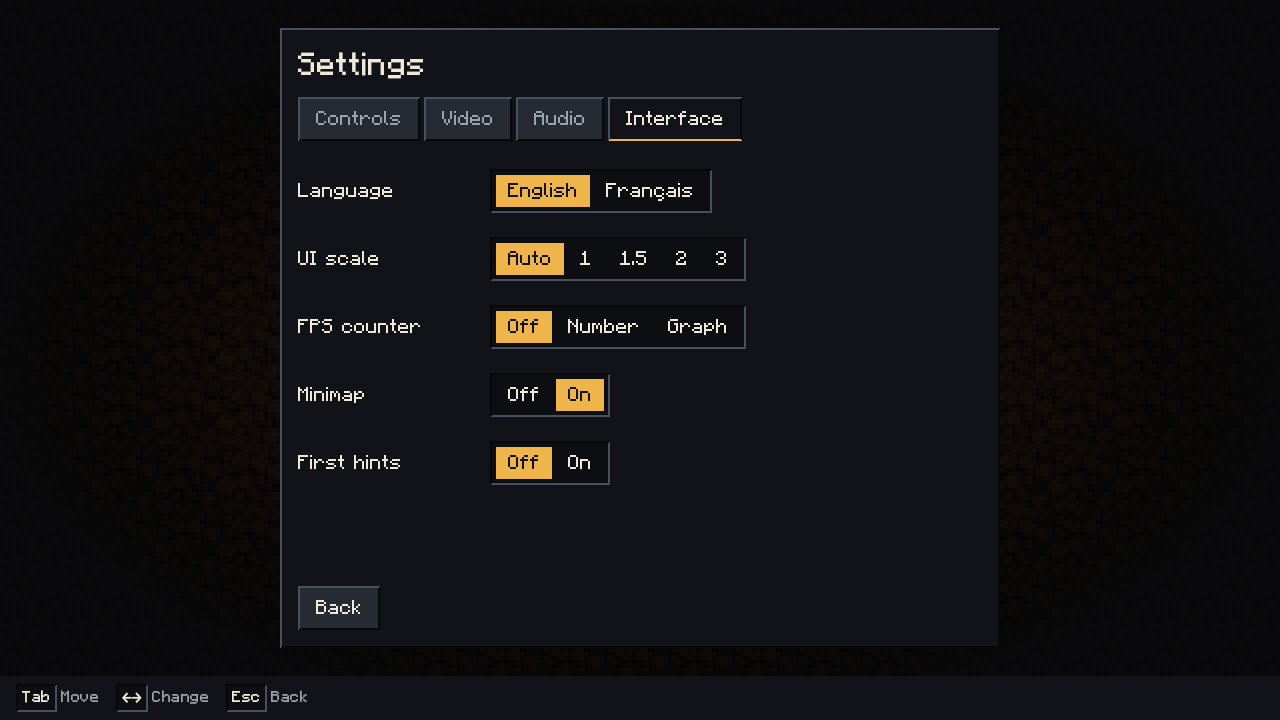 Settings
Controls Video Audio Interface
Language English Français
UI scale Auto 1 1.5 2 3
FPS counter Off Number Graph
Minimap Off On
First hints Off On
Back
Tab Move ↔ Change Esc Back